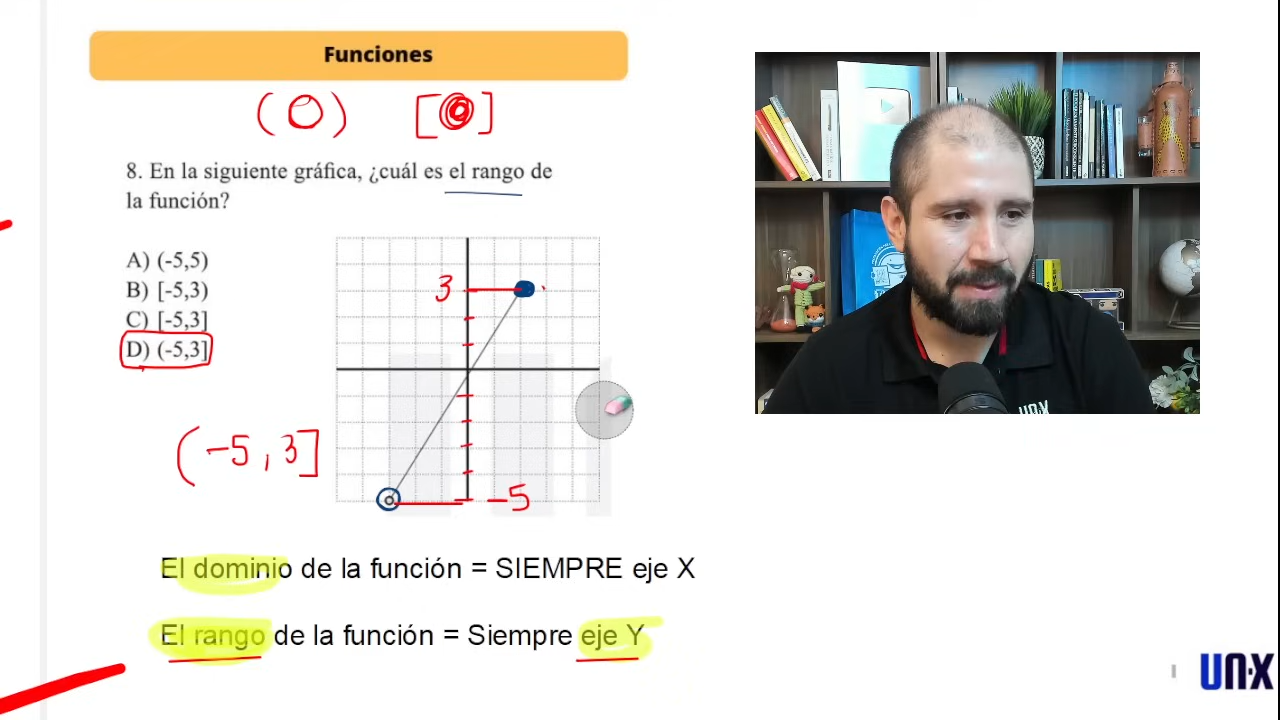 Funciones
( O ) [ ]
8. En la siguiente gráfica, ¿cuál es el rango de
la función?
A) (-5,5)
B) [-5,3)
C) [-5,3]
D) (-5,3]
3
(-5,3]
-5
El dominio de la función = SIEMPRE eje X
El rango de la función = Siempre eje Y
UN·X
UN·X